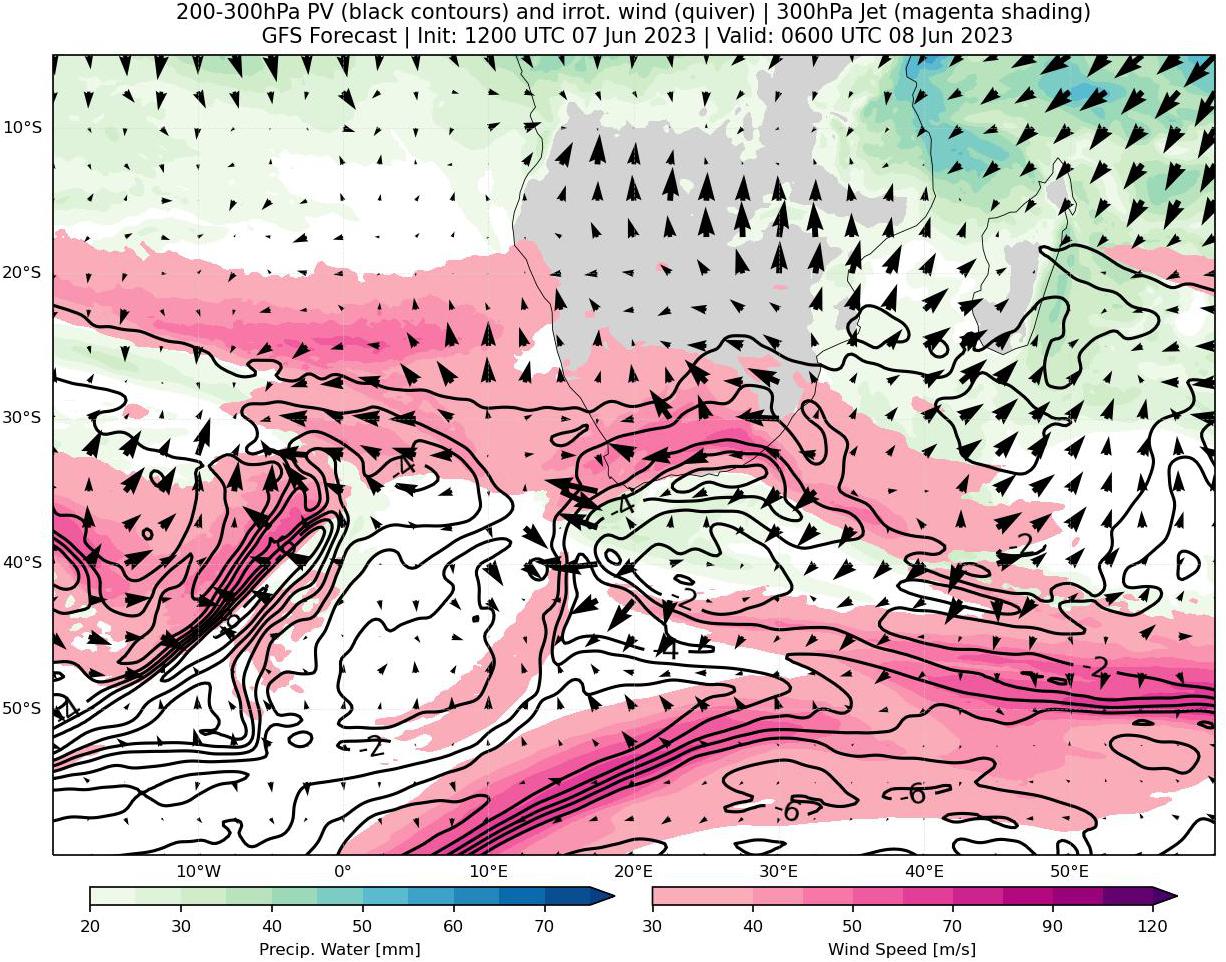 200-300hPa PV (black contours) and irrot. wind (quiver) | 300hPa Jet (magenta shading)
GFS Forecast | Init: 1200 UTC 07 Jun 2023 | Valid: 0600 UTC 08 Jun 2023
10°S
20°S
30°S
40°S
50°S
-4
-2
-2
-4
-2
-4
-2
-6
-6
10°W 0° 10°E 20°E 30°E 40°E 50°E
20 30 40 50 60 70
30 40 50 70 90 120
Precip. Water [mm]
Wind Speed [m/s]